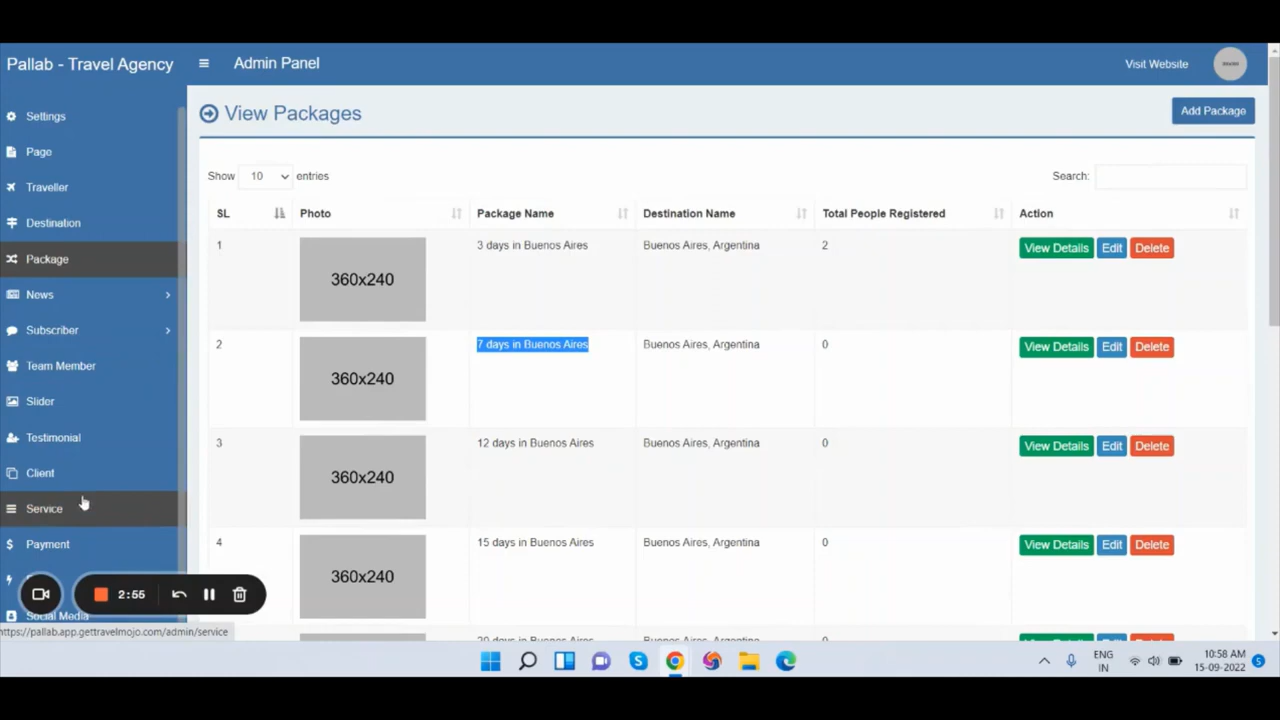 Pallab - Travel Agency
Admin Panel
Visit Website
Settings
Page
Traveller
Destination
Package
News
Subscriber
Team Member
Slider
Testimonial
Client
Service
Payment
Social Media
2:55
https://pallab.app.gettravelmojo.com/admin/service
View Packages
Add Package
Show 10 entries
Search:
SL Photo Package Name Destination Name Total People Registered Action
1 360x240 3 days in Buenos Aires Buenos Aires, Argentina 2 View Details Edit Delete
2 360x240 7 days in Buenos Aires Buenos Aires, Argentina 0 View Details Edit Delete
3 360x240 12 days in Buenos Aires Buenos Aires, Argentina 0 View Details Edit Delete
4 360x240 15 days in Buenos Aires Buenos Aires, Argentina 0 View Details Edit Delete
ENG
IN
10:58 AM
15-09-2022
5